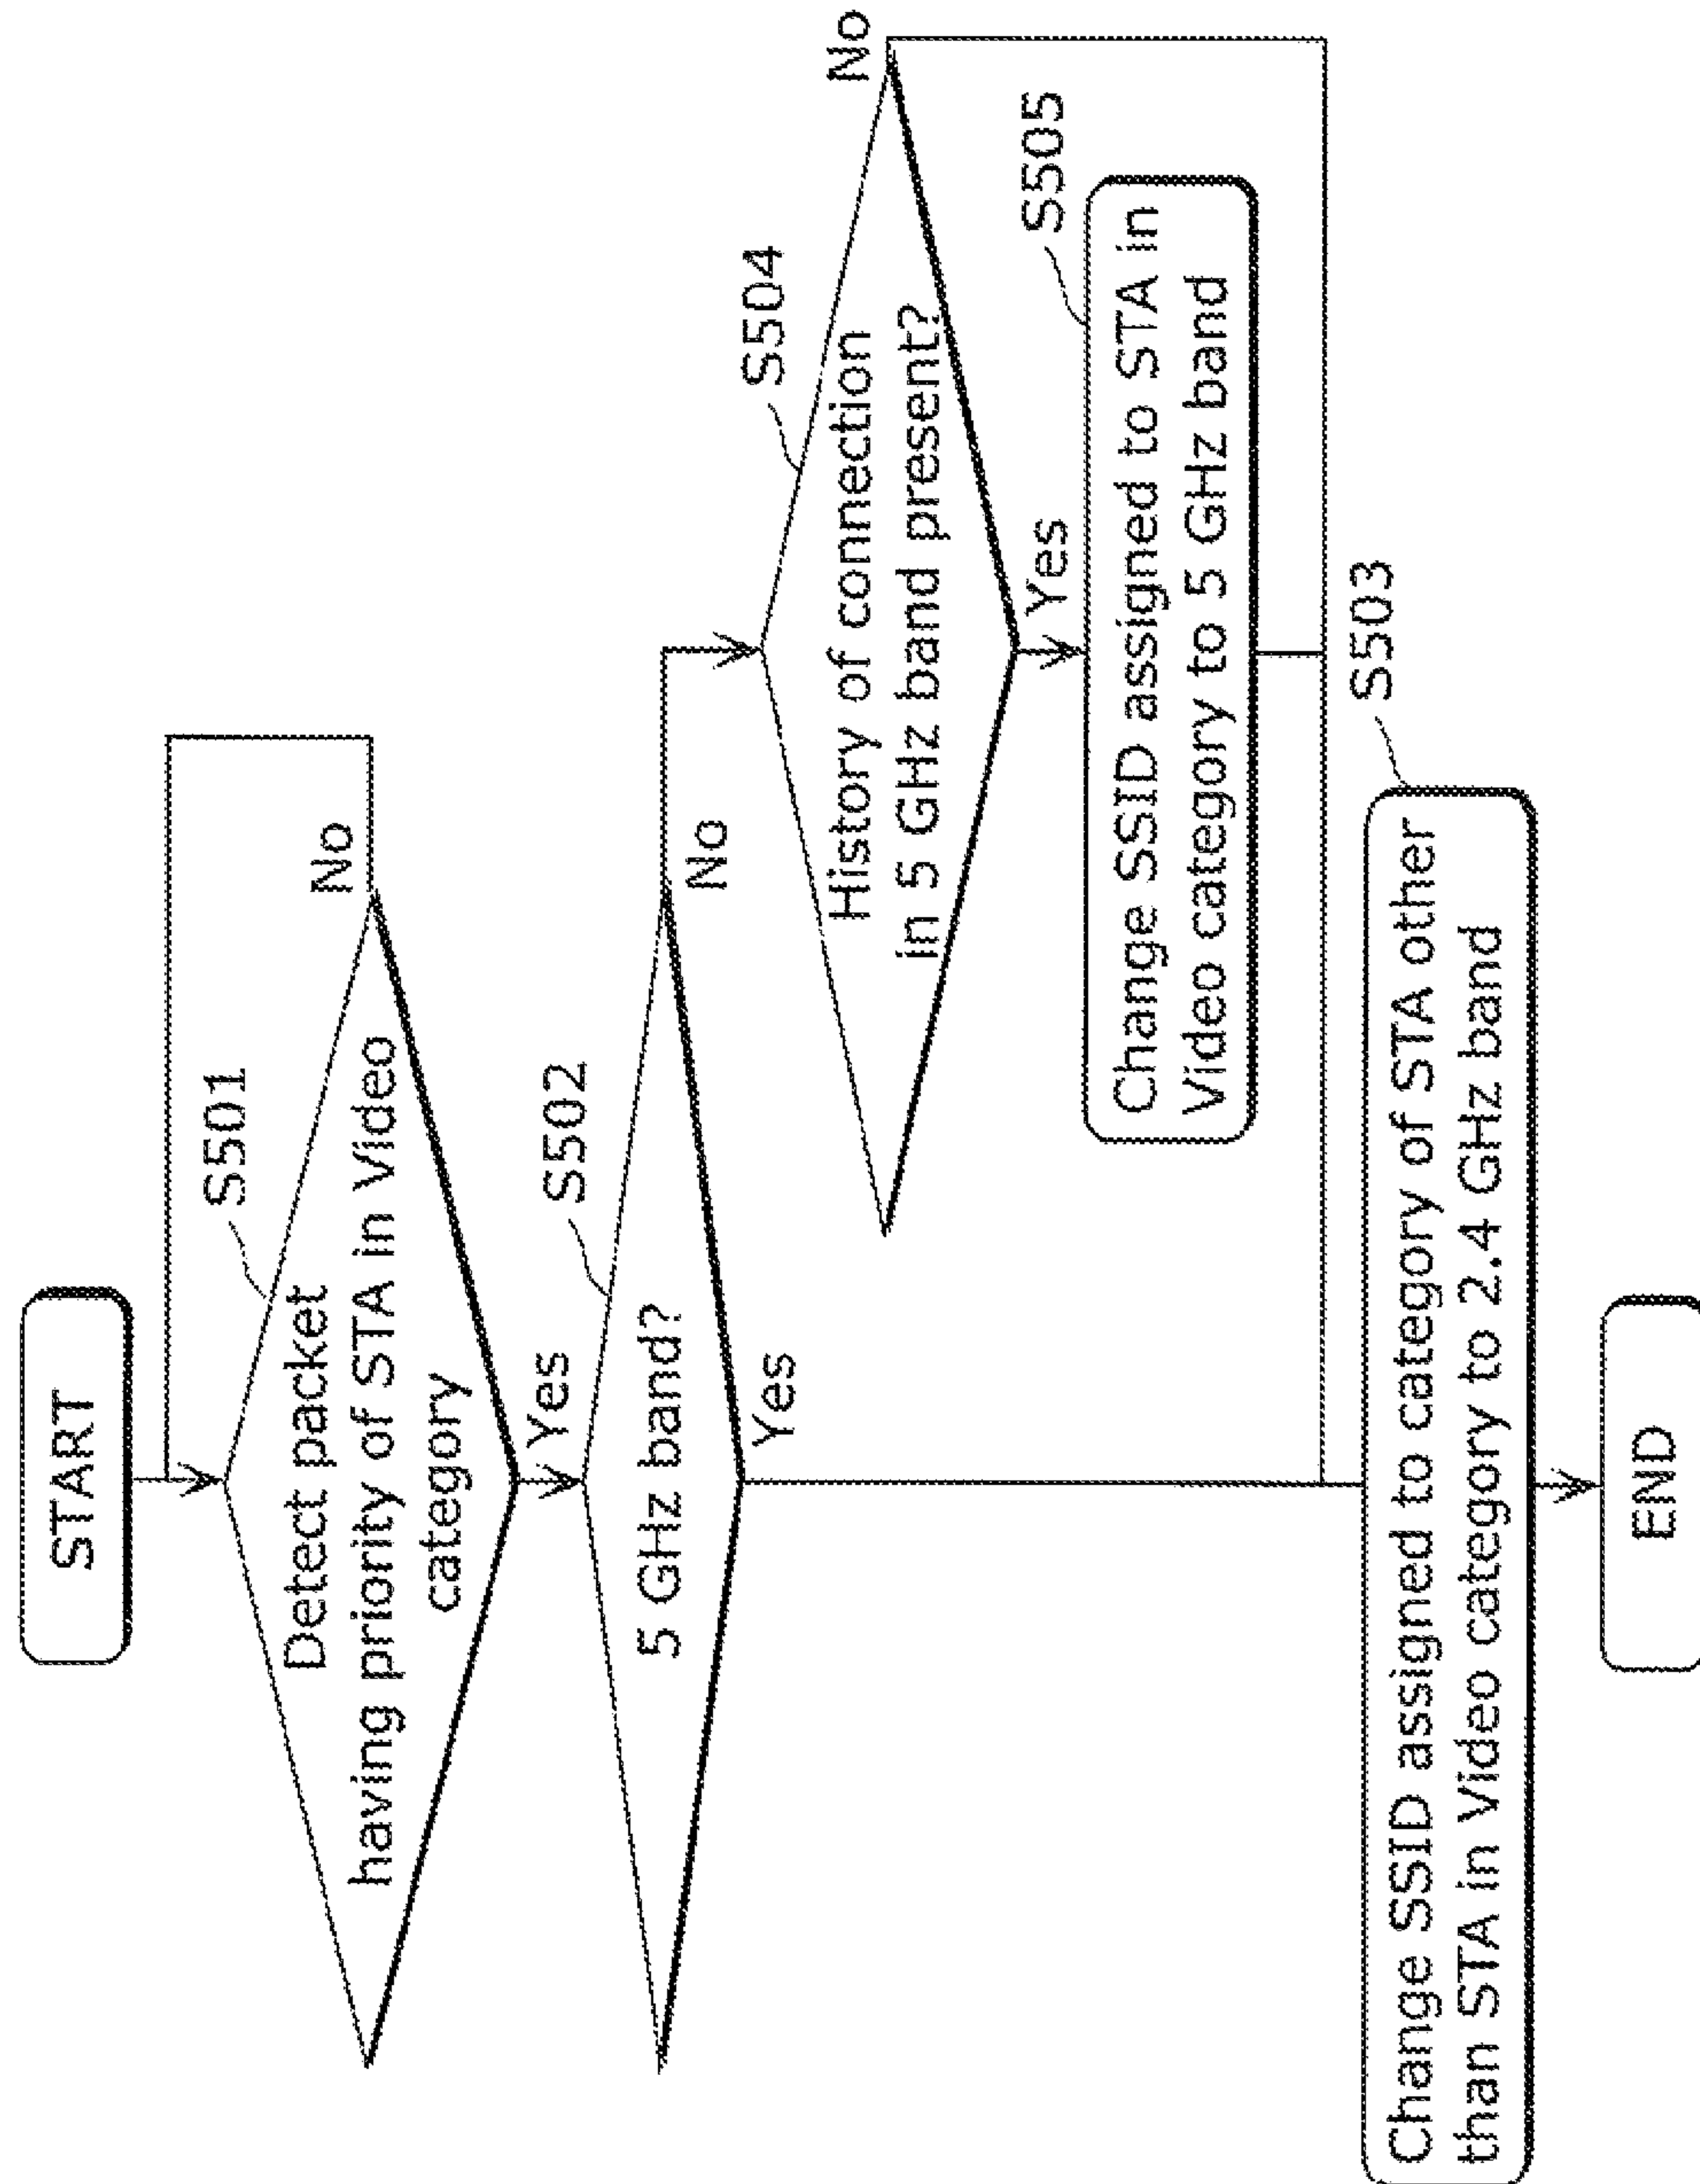 START
S501
Detect packet
having priority of STA in Video
category
No
Yes
S502
5 GHz band?
No
Yes
S504
History of connection
in 5 GHz band present?
No
Yes
S505
Change SSID assigned to STA in
Video category to 5 GHz band
S503
Change SSID assigned to category of STA other
than STA in Video category to 2.4 GHz band
END